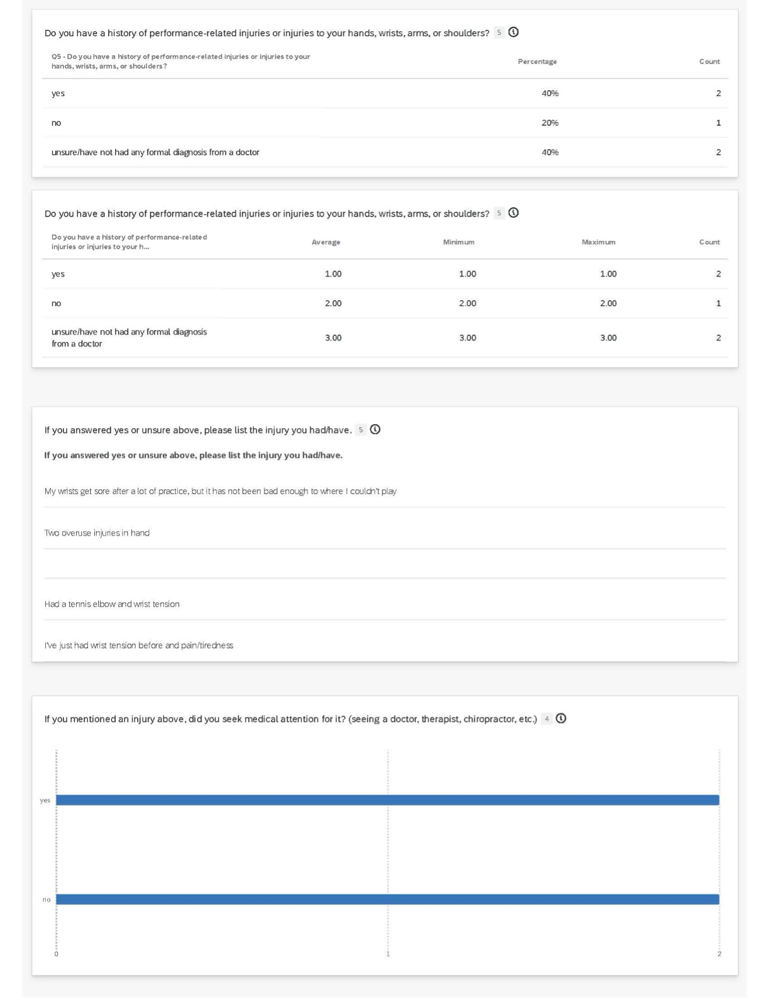 Do you have a history of performance-related injuries or injuries to your hands, wrists, arms, or shoulders? 5
Q5 - Do you have a history of performance-related injuries or injuries to your
hands, wrists, arms, or shoulders?
Percentage
Count
yes 40% 2
no 20% 1
unsure/have not had any formal diagnosis from a doctor 40% 2
Do you have a history of performance-related injuries or injuries to your hands, wrists, arms, or shoulders? 5
Do you have a history of performance-related
injuries or injuries to your h...
Average Minimum Maximum Count
yes 1.00 1.00 1.00 2
no 2.00 2.00 2.00 1
unsure/have not had any formal diagnosis
from a doctor
3.00 3.00 3.00 2
If you answered yes or unsure above, please list the injury you had/have. 5
If you answered yes or unsure above, please list the injury you had/have.
My wrists get sore after a lot of practice, but it has not been bad enough to where I couldn't play
Two overuse injuries in hand
Had a tennis elbow and wrist tension
I've just had wrist tension before and pain/tiredness
If you mentioned an injury above, did you seek medical attention for it? (seeing a doctor, therapist, chiropractor, etc.) 4
yes
no
0 1 2